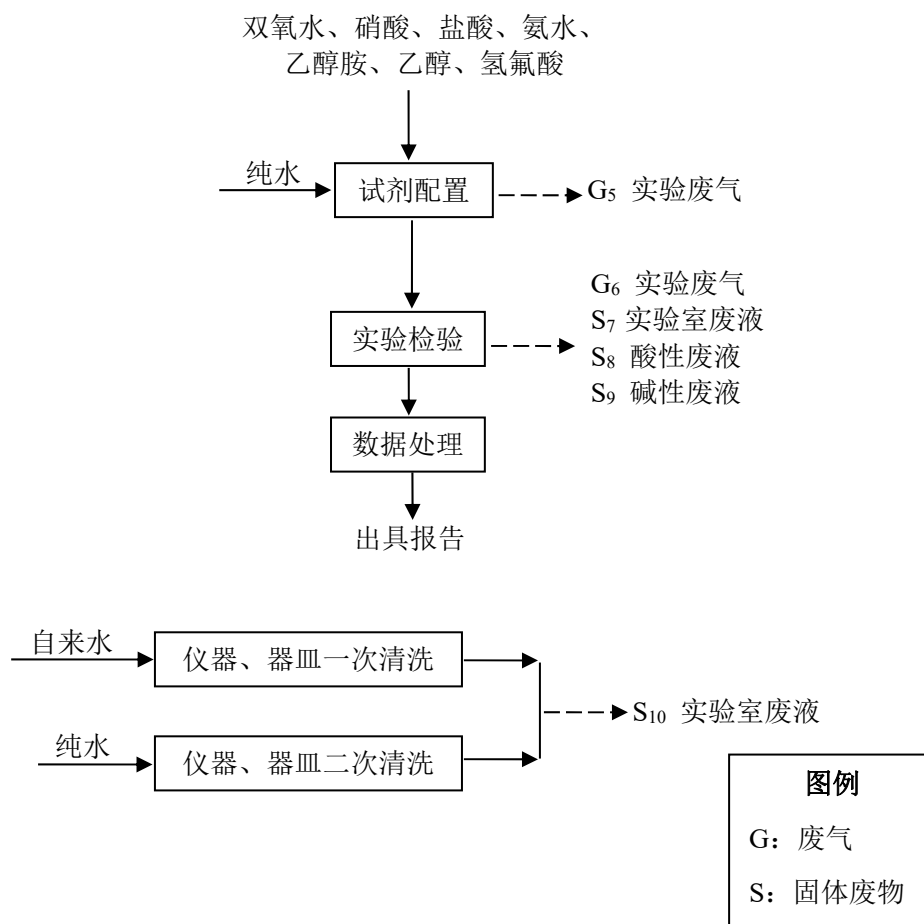 双氧水、硝酸、盐酸、氨水、
乙醇胺、乙醇、氢氟酸
纯水
试剂配置
G₅ 实验废气
G₆ 实验废气
S₇ 实验室废液
实验检验
S₈ 酸性废液
S₉ 碱性废液
数据处理
出具报告
自来水
仪器、器皿一次清洗
S₁₀ 实验室废液
纯水
仪器、器皿二次清洗
图例
G：废气
S：固体废物